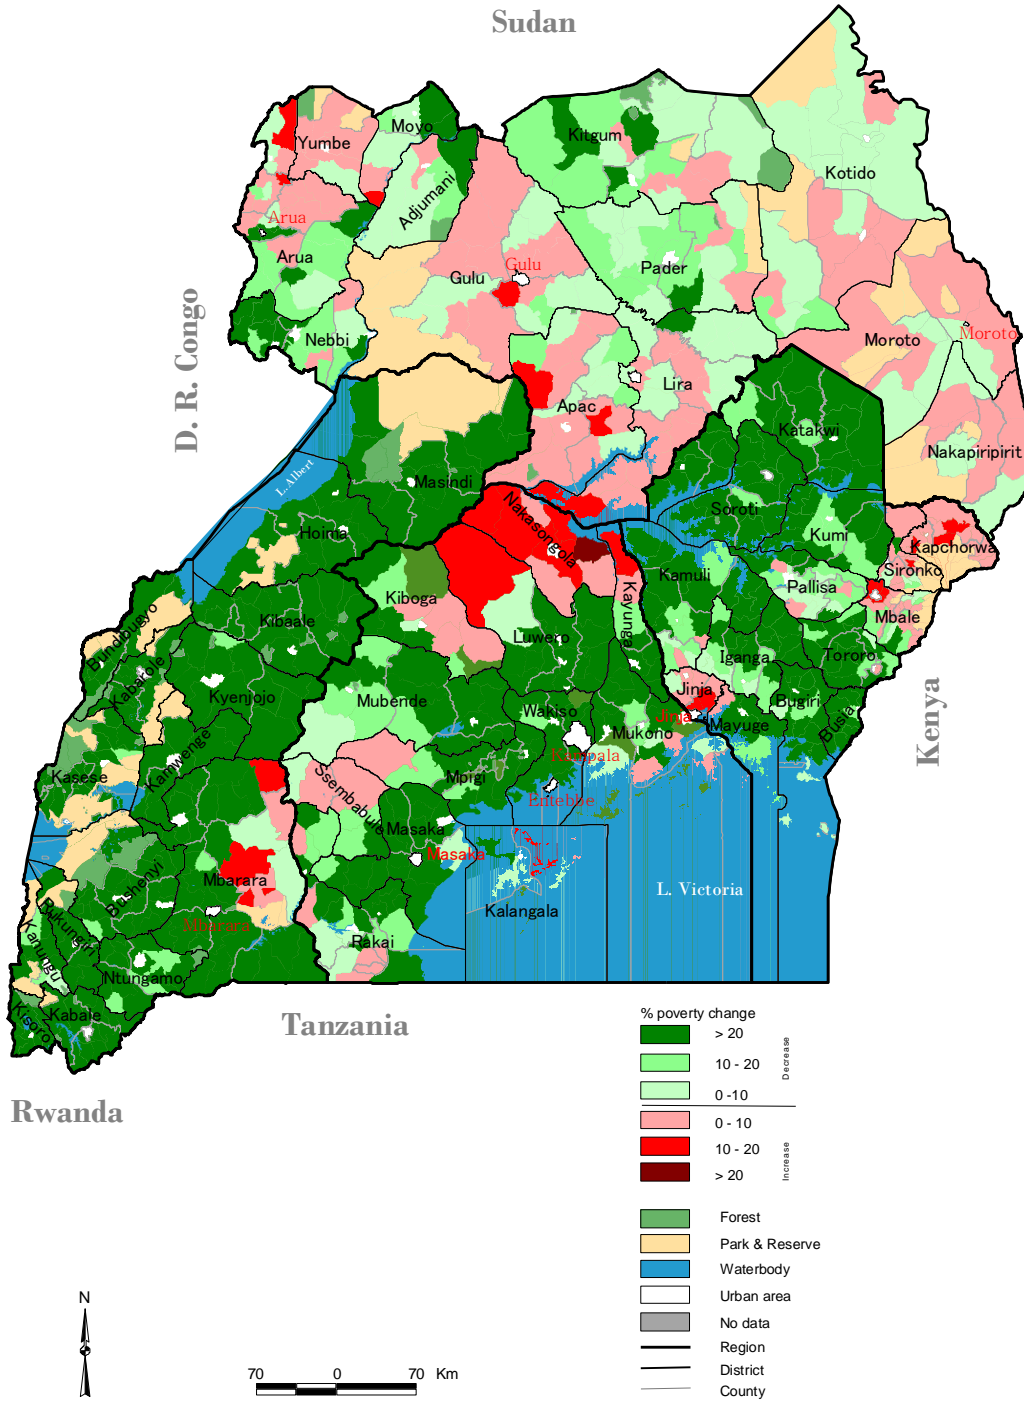 Sudan
Moyo
Yumbe
Kitgum
Kotido
Adjumani
Arua
Arua
Gulu
Gulu
Pader
D. R. Congo
Nebbi
Moroto
Moroto
Lira
Apac
Katakwi
Nakapiripirit
L. Albert
Masindi
Nakasongola
Soroti
Hoima
Kumi
Kapchorwa
Sironko
Kamuli
Pallisa
Kiboga
Kayunga
Mbale
Bundibugyo
Kibaale
Luwero
Iganga
Tororo
Kabarole
Kyenjojo
Mubende
Jinja
Bugiri
Wakiso
Jinja
Mayuge
Busia
Kenya
Mukono
Kamwenge
Kampala
Kasese
Ssembabule
Mpigi
Entebbe
Masaka
Masaka
Bushenyi
Mbarara
L. Victoria
Mbarara
Kalangala
Rukungiri
Kanungu
Rakai
Ntungamo
Kisoro
Kabale
Tanzania
Rwanda
% poverty change
> 20
10 - 20
0 -10
Decrease
0 - 10
10 - 20
> 20
Increase
Forest
Park & Reserve
Waterbody
Urban area
No data
Region
District
County
N
70 0 70 Km